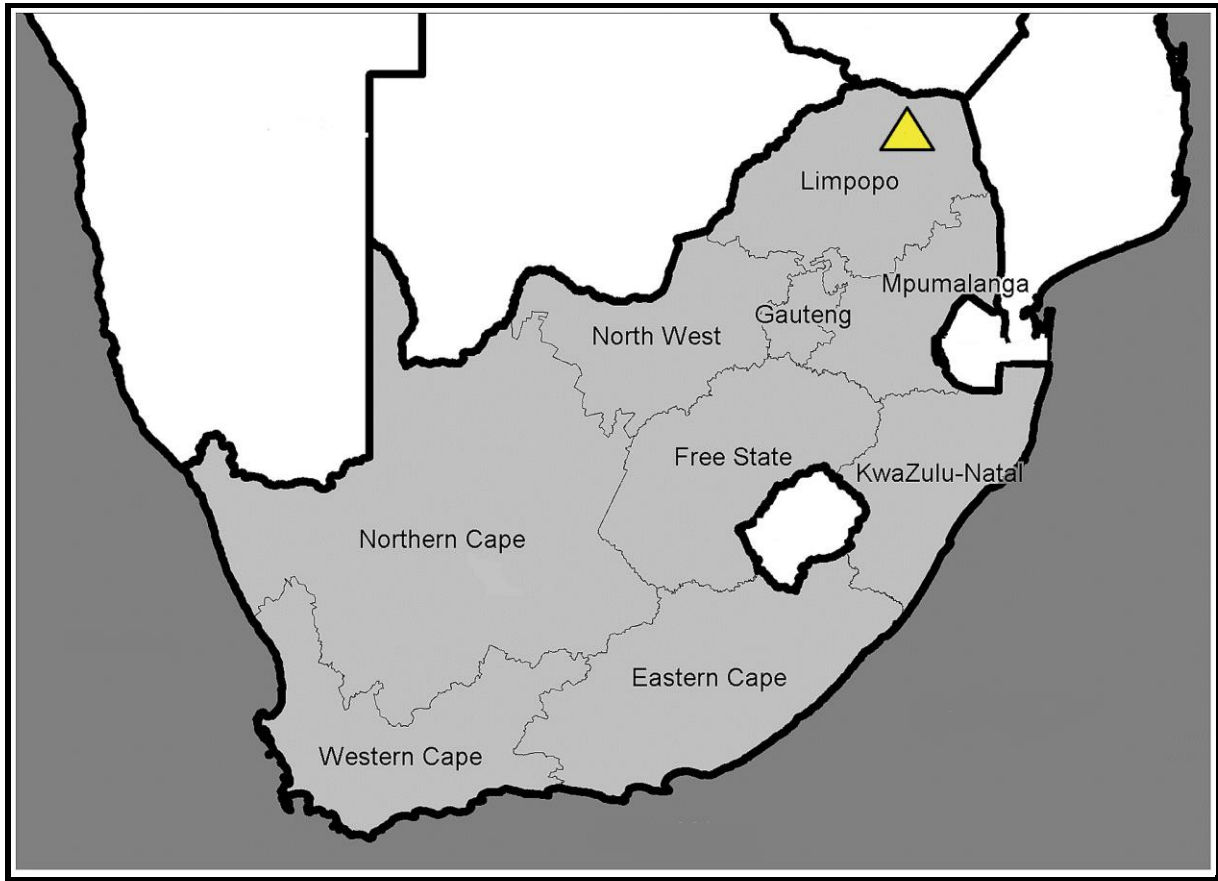 Limpopo
Mpumalanga
Gauteng
North West
Free State
KwaZulu-Natal
Northern Cape
Eastern Cape
Western Cape